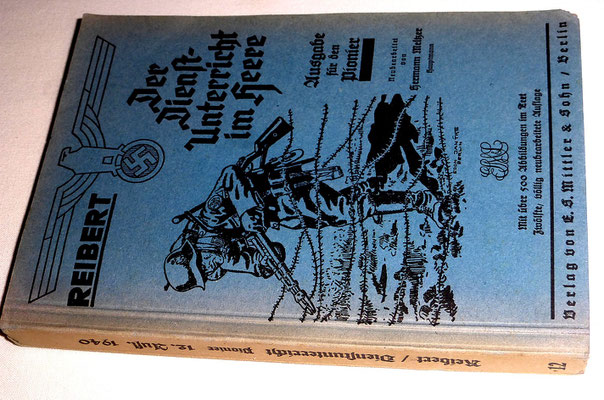 REIBERT
Der
Dienst-
Unterricht
im Heere
Ausgabe
für den
Pionier
Neubearbeitet
von
Hermann Metzer
Hauptmann
Mit über 500 Abbildungen im Text
Zwölfte, völlig neubearbeitete Auflage
Verlag von E. S. Mittler & Sohn / Berlin
Reibert / Dienstunterricht Pionier 12. Aufl. 1940
12